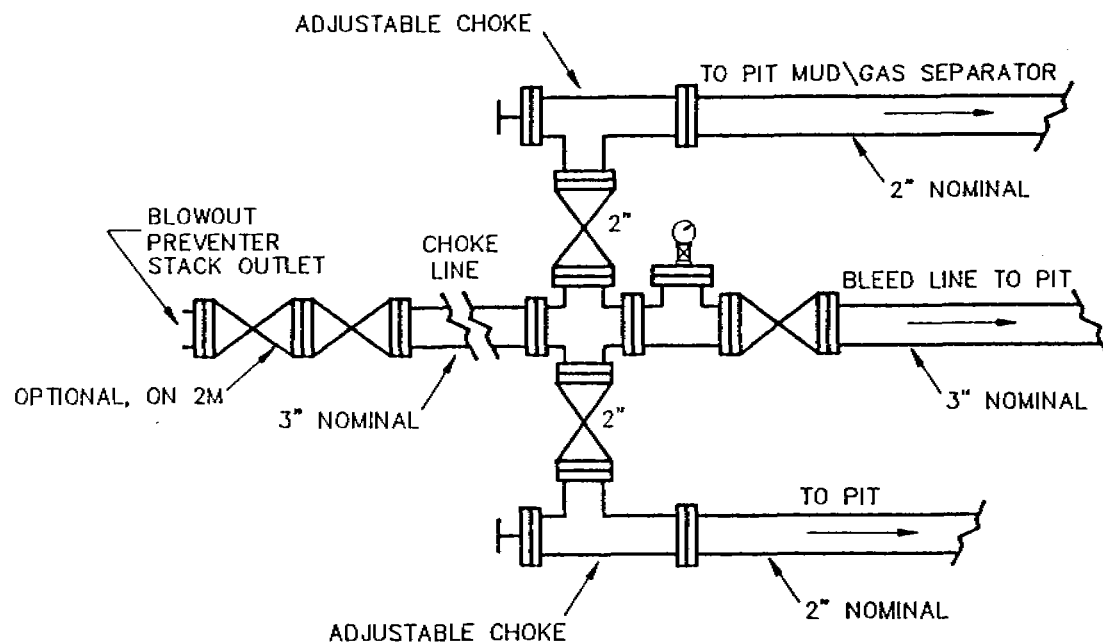 ADJUSTABLE CHOKE
TO PIT MUD\GAS SEPARATOR
2" NOMINAL
2"
BLOWOUT
PREVENTER
STACK OUTLET
CHOKE
LINE
BLEED LINE TO PIT
OPTIONAL, ON 2M
3" NOMINAL
2"
3" NOMINAL
TO PIT
2" NOMINAL
ADJUSTABLE CHOKE